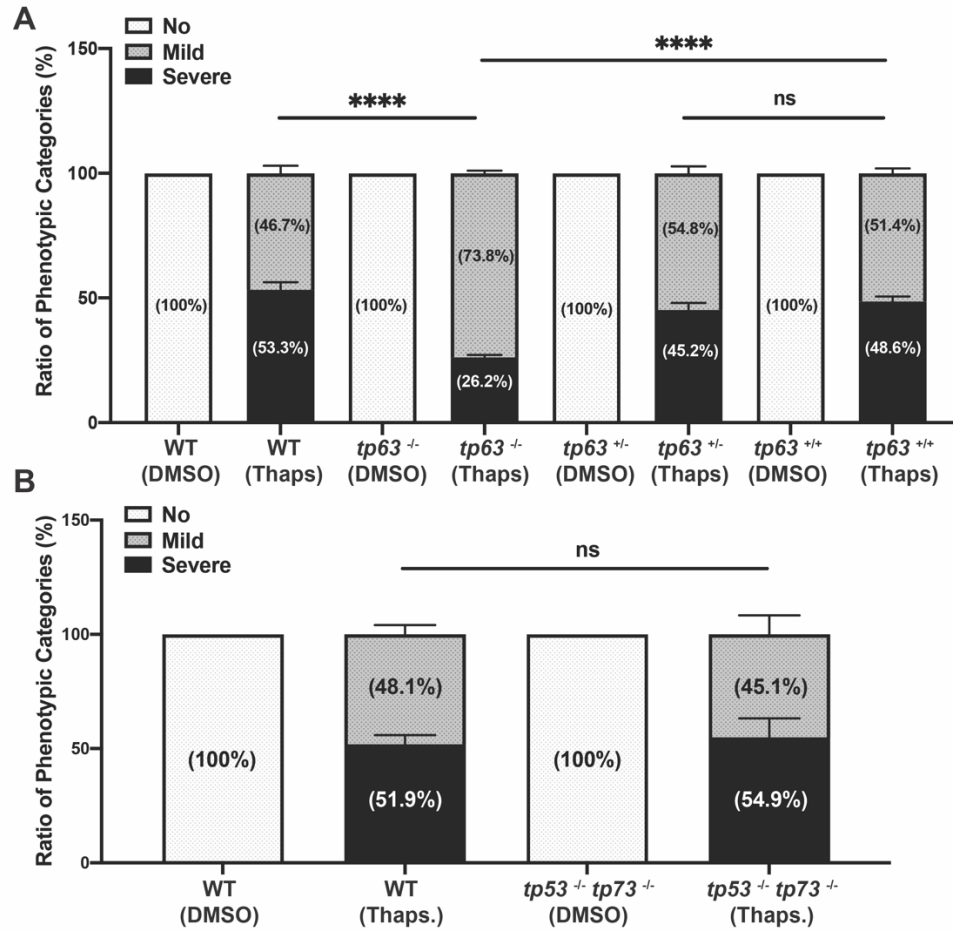 A
No
Mild
Severe
Ratio of Phenotypic Categories (%)
150
100
50
0
****
****
ns
(100%)
(46.7%)
(53.3%)
(100%)
(73.8%)
(26.2%)
(100%)
(54.8%)
(45.2%)
(100%)
(51.4%)
(48.6%)
WT
(DMSO)
WT
(Thaps)
tp63 -/-
(DMSO)
tp63 -/-
(Thaps)
tp63 +/-
(DMSO)
tp63 +/-
(Thaps)
tp63 +/+
(DMSO)
tp63 +/+
(Thaps)
B
No
Mild
Severe
Ratio of Phenotypic Categories (%)
150
100
50
0
ns
(100%)
(48.1%)
(51.9%)
(100%)
(45.1%)
(54.9%)
WT
(DMSO)
WT
(Thaps.)
tp53 -/- tp73 -/-
(DMSO)
tp53 -/- tp73 -/-
(Thaps.)